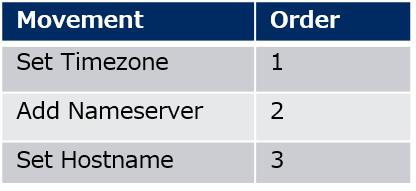 Movement Order
Set Timezone 1
Add Nameserver 2
Set Hostname 3